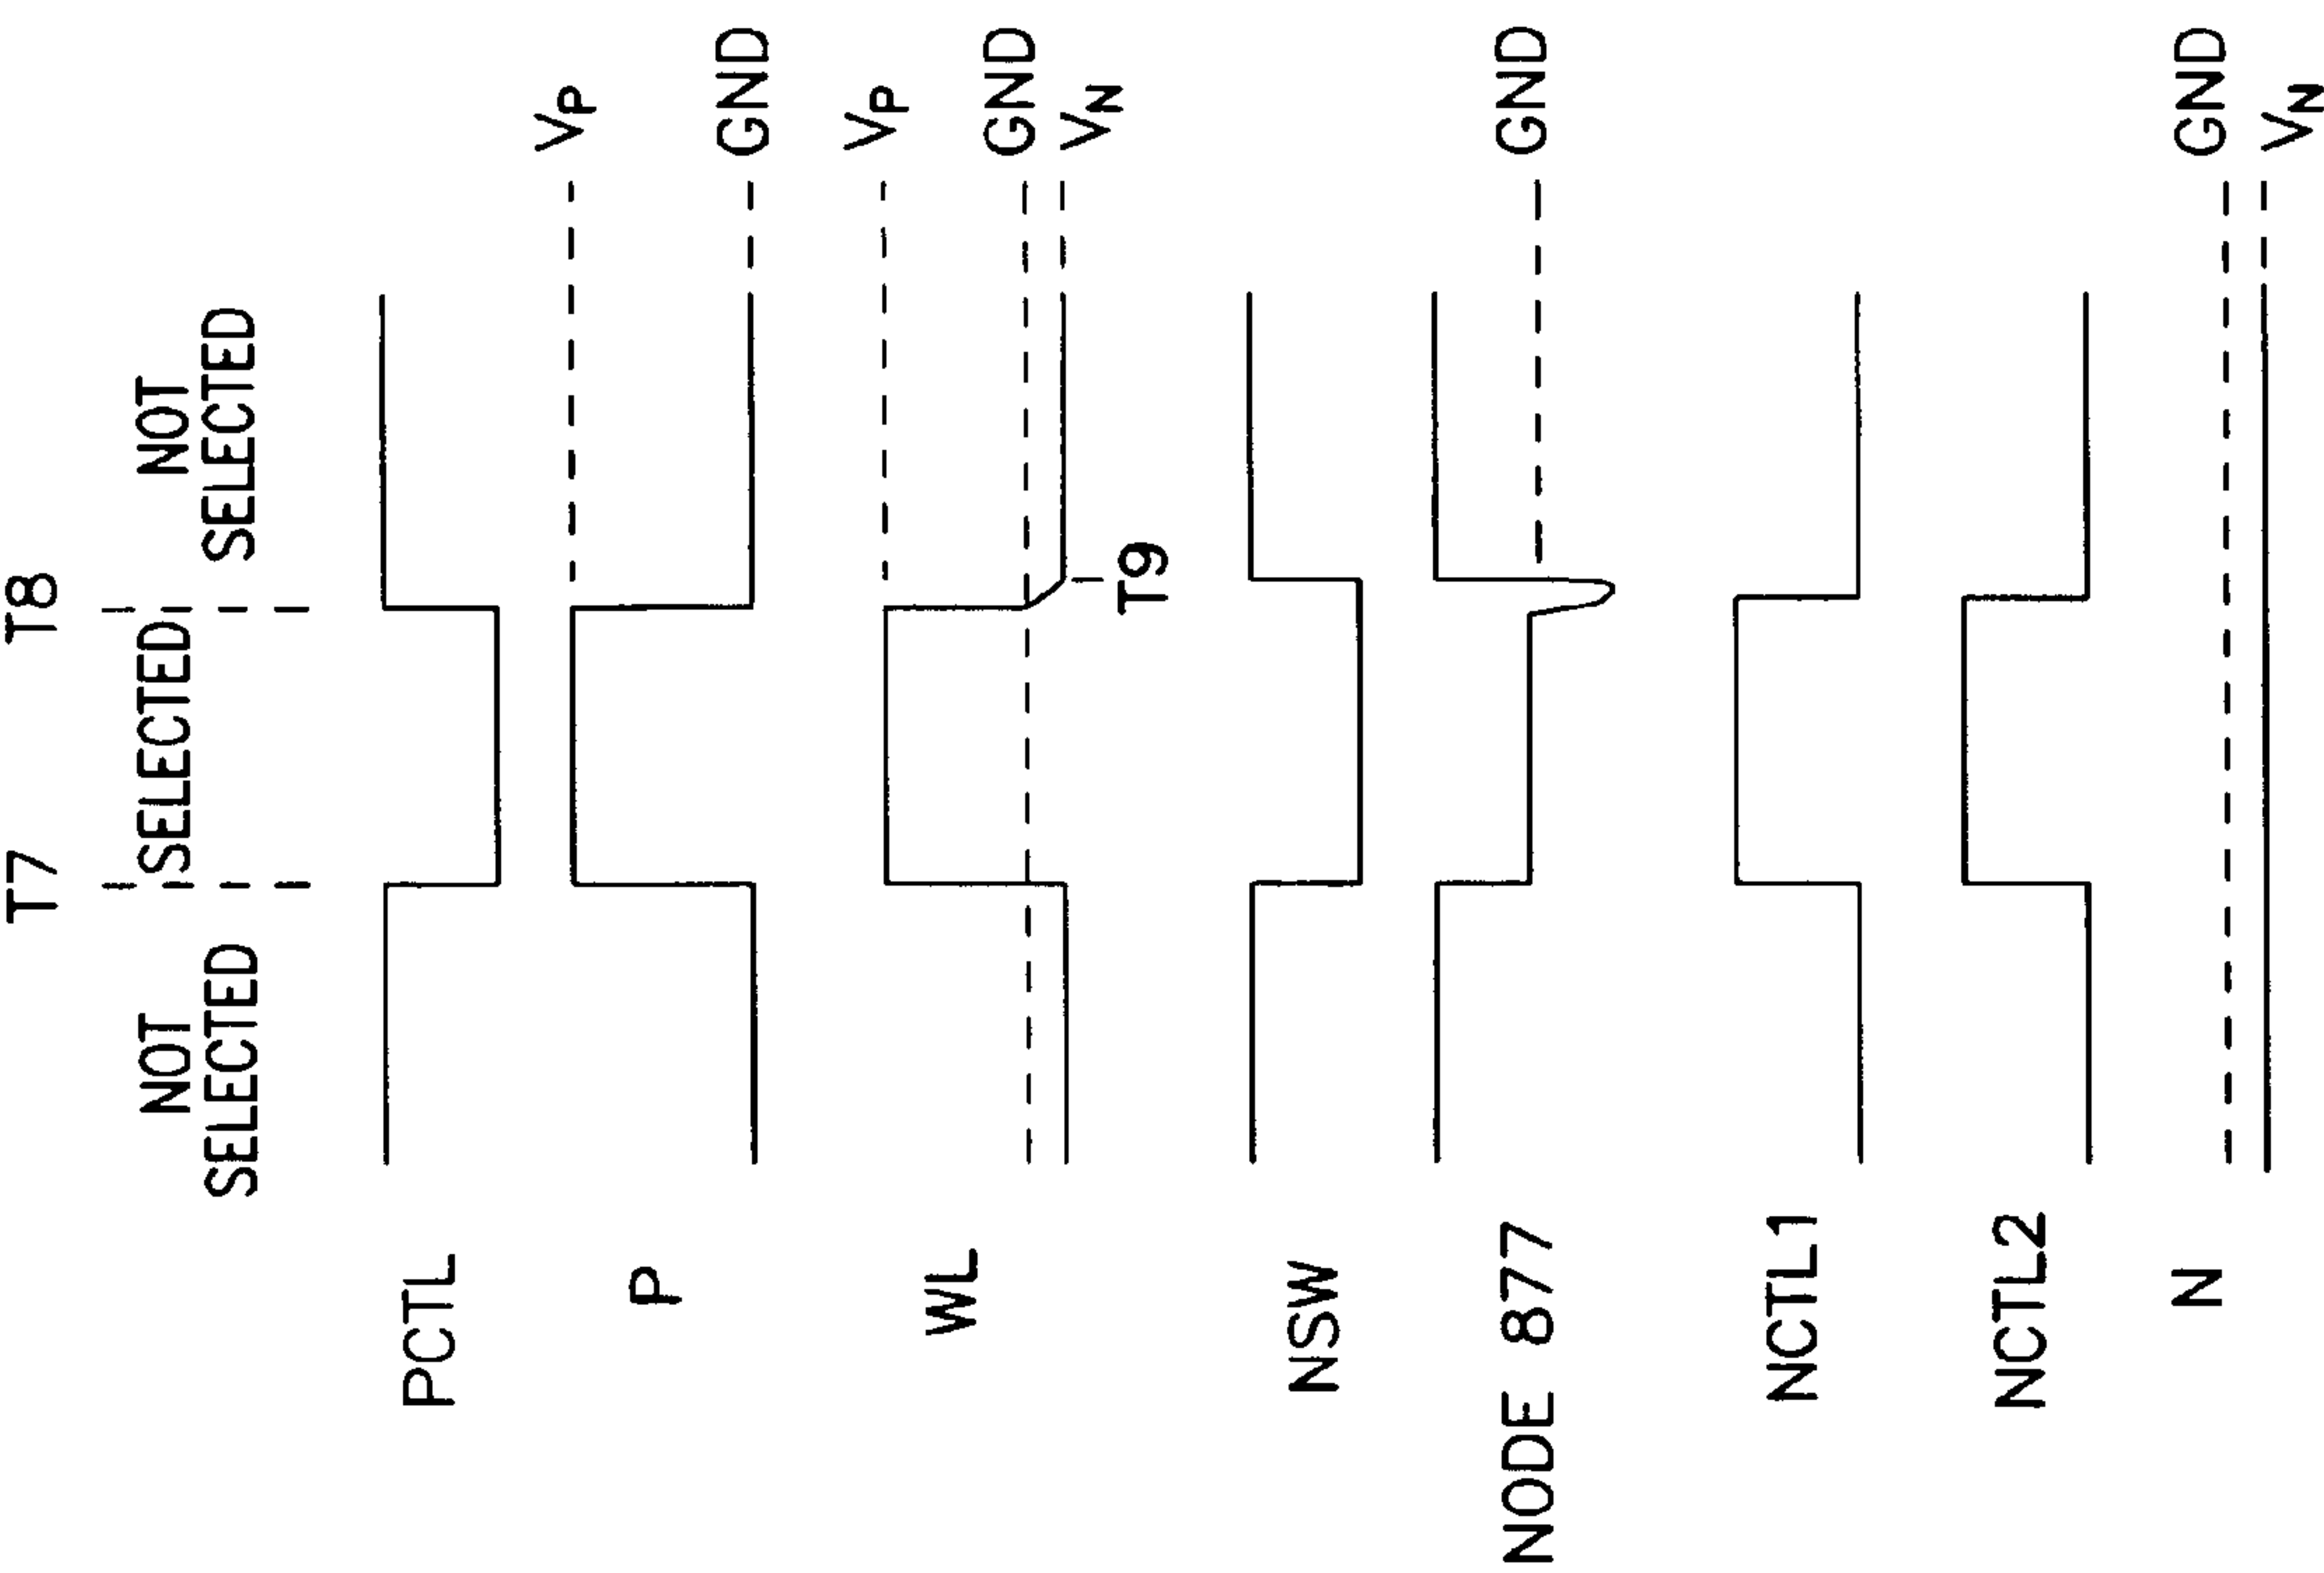 T7
T8
NOT
SELECTED
SELECTED
NOT
SELECTED
PCTL
P
VP
GND
WL
VP
GND
VN
T9
NSW
NODE 877
GND
NCTL1
NCTL2
N
GND
VN